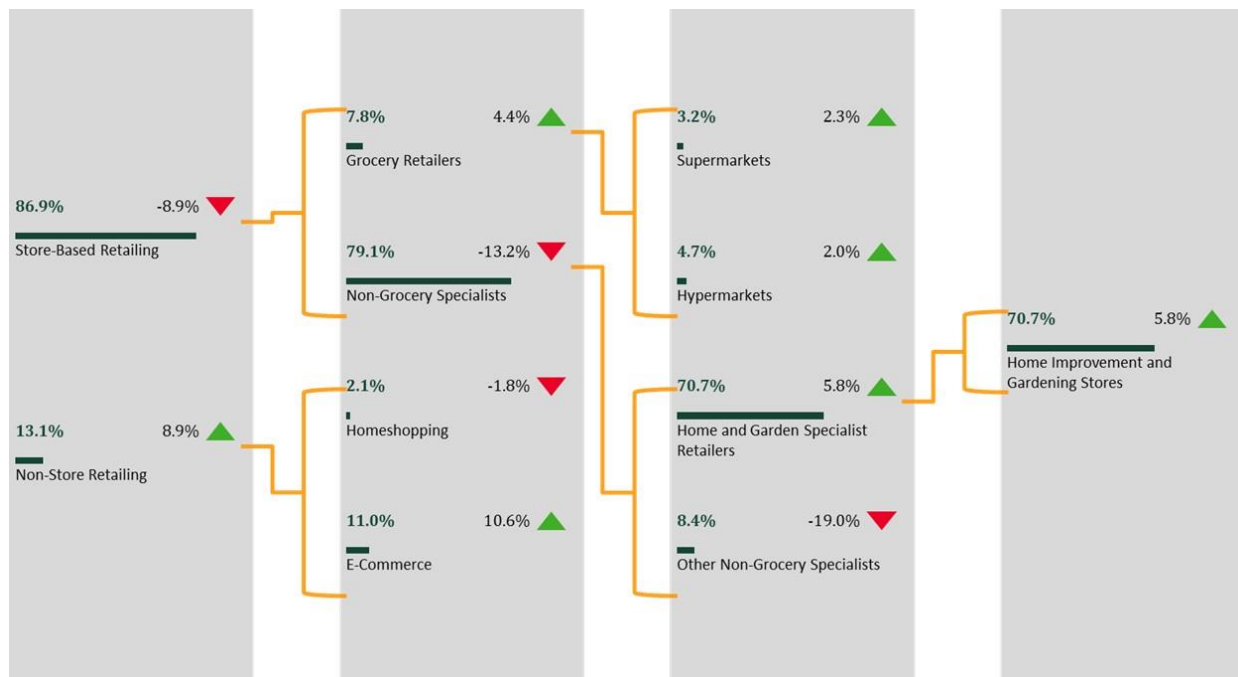 86.9% -8.9%
Store-Based Retailing
13.1% 8.9%
Non-Store Retailing
7.8% 4.4%
Grocery Retailers
79.1% -13.2%
Non-Grocery Specialists
2.1% -1.8%
Homeshopping
11.0% 10.6%
E-Commerce
3.2% 2.3%
Supermarkets
4.7% 2.0%
Hypermarkets
70.7% 5.8%
Home and Garden Specialist
Retailers
8.4% -19.0%
Other Non-Grocery Specialists
70.7% 5.8%
Home Improvement and
Gardening Stores